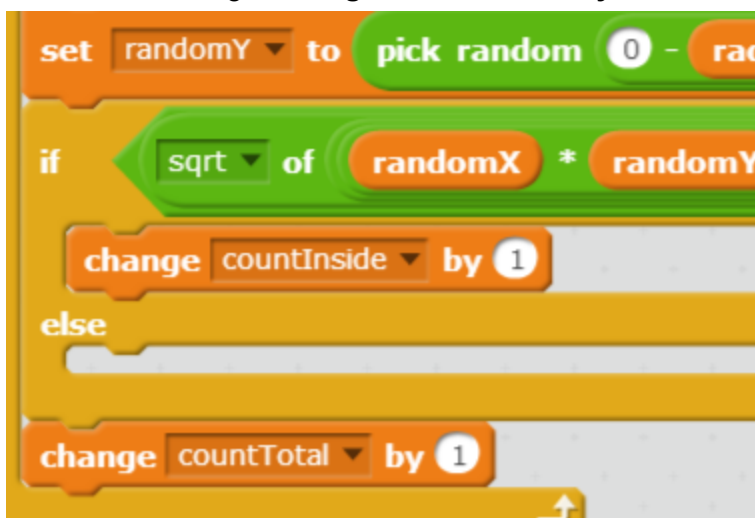 set randomY to pick random 0 -
if sqrt of randomX * randomY
change countInside by 1
else
change countTotal by 1